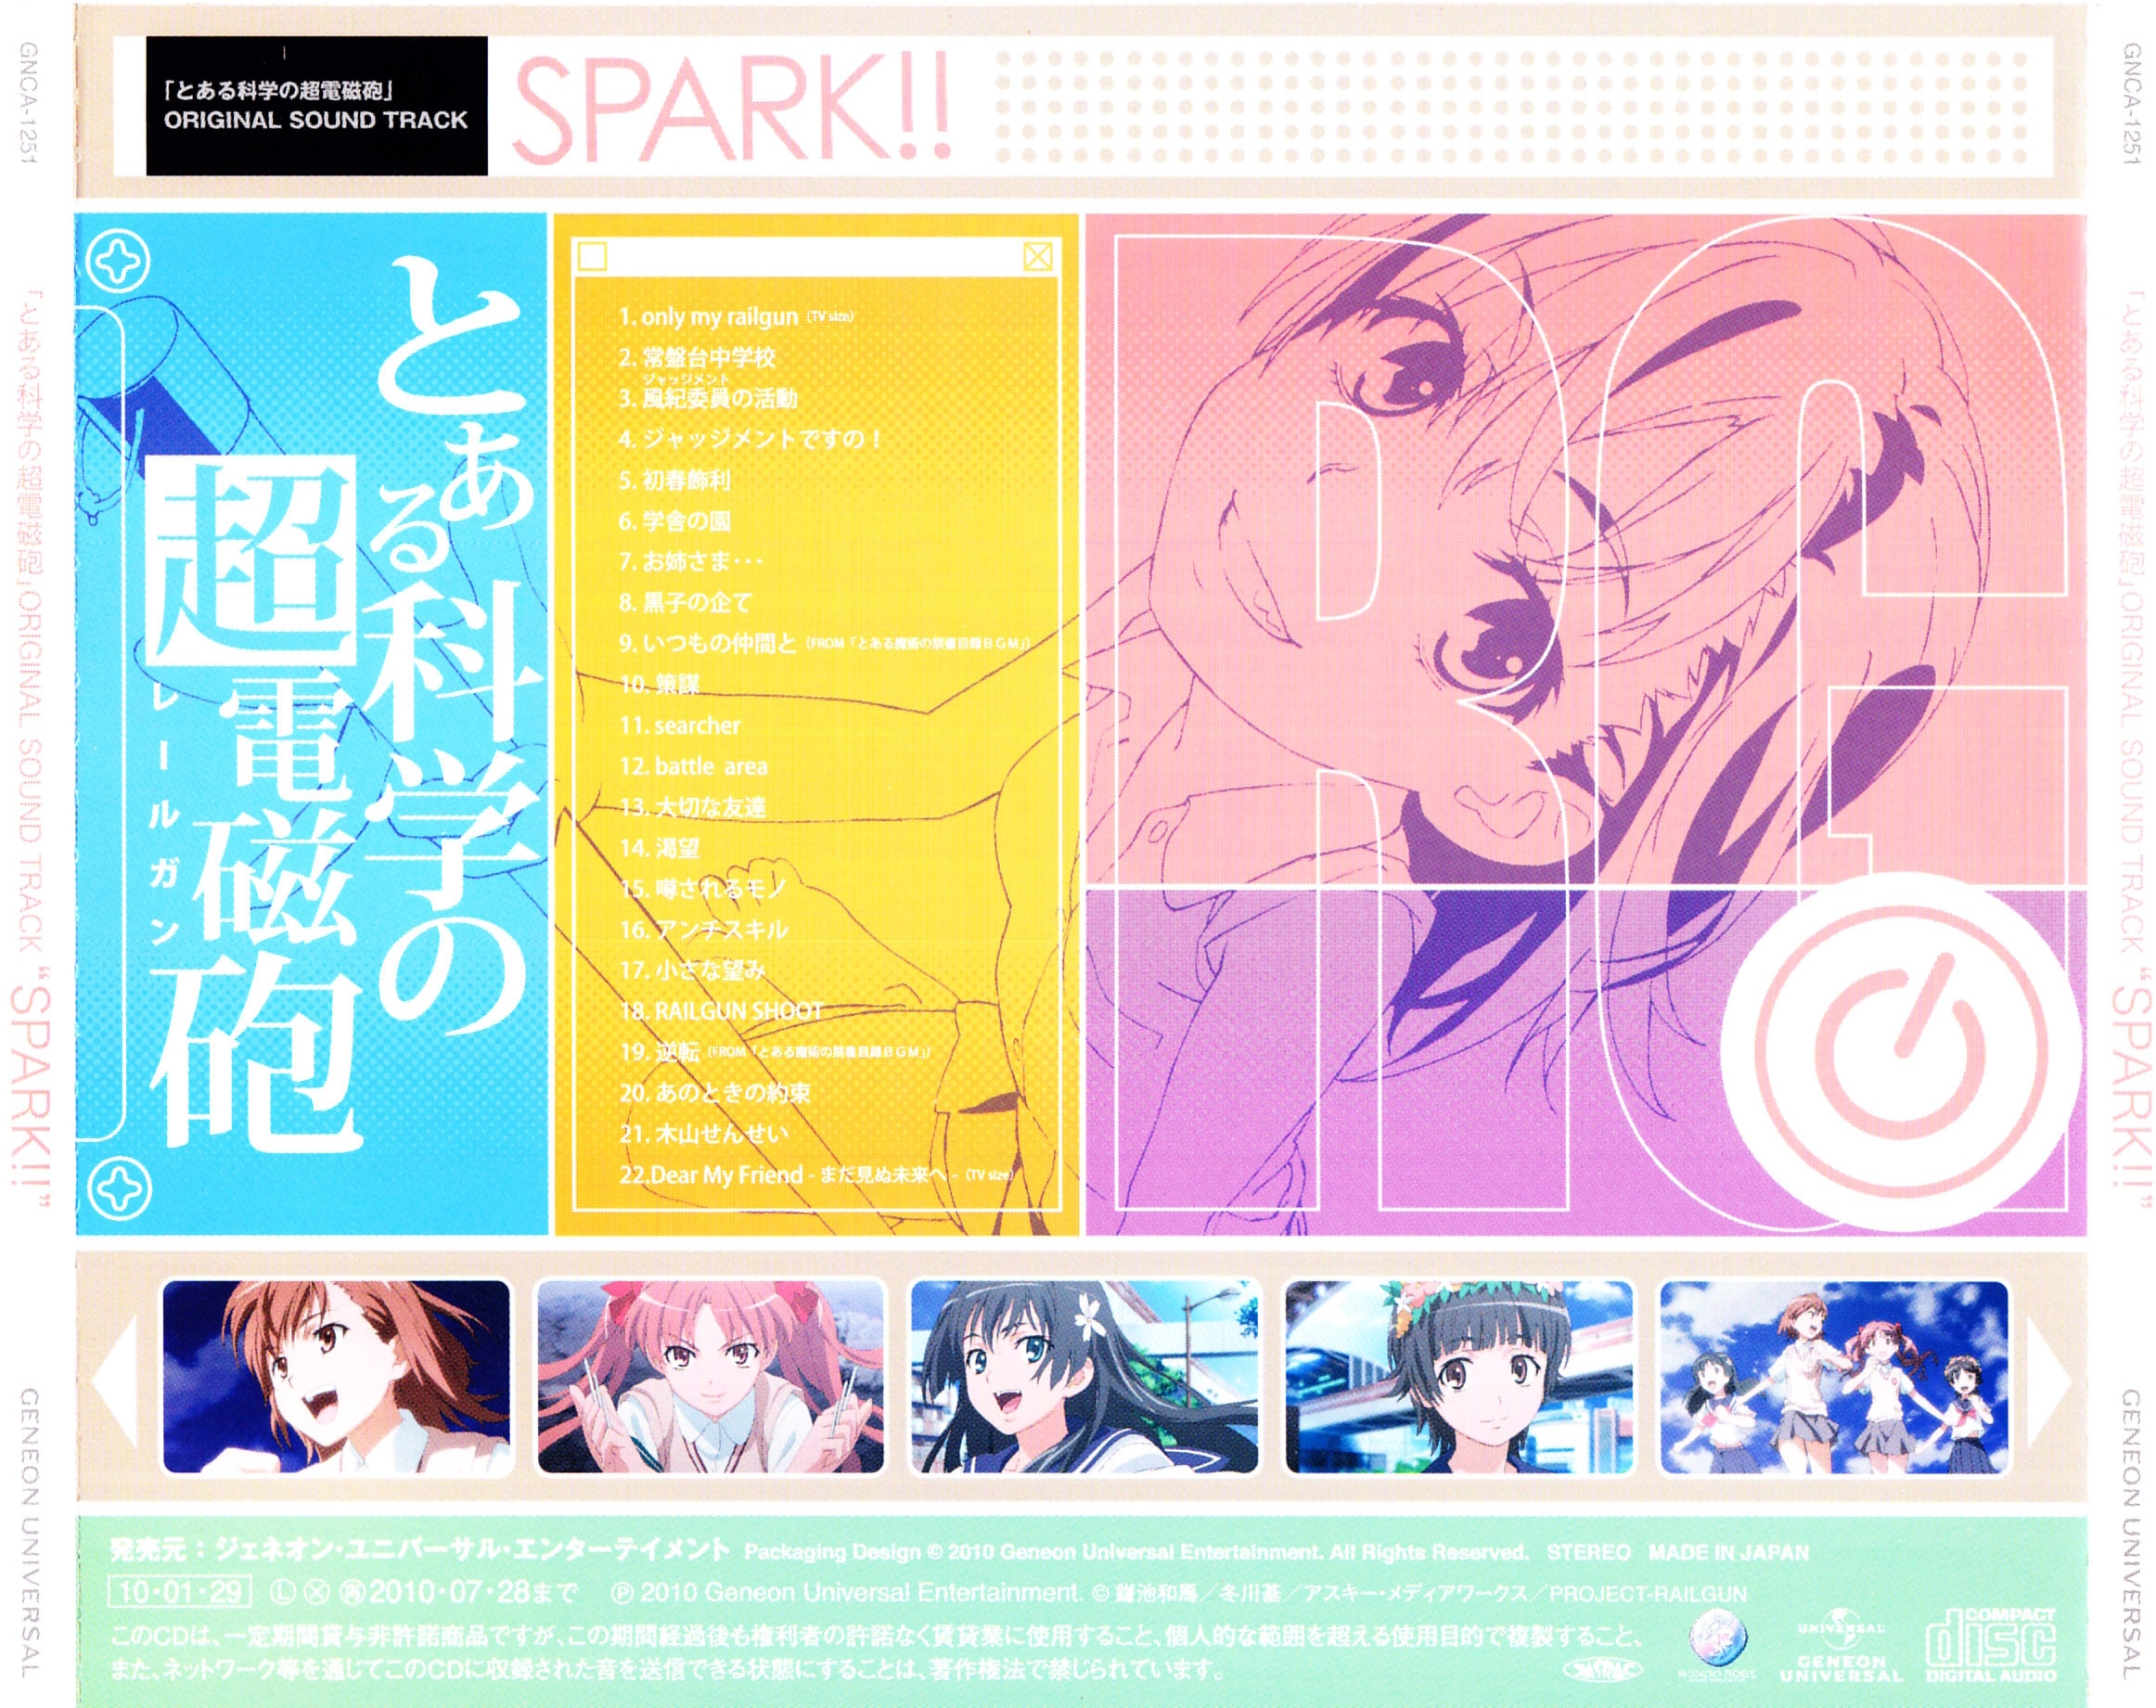 GNCA-1251
「とある科学の超電磁砲」ORIGINAL SOUND TRACK "SPARK!!"
GENEON UNIVERSAL
「とある科学の超電磁砲」
ORIGINAL SOUND TRACK
SPARK!!
とある科学の
超電磁砲
レールガン
1. only my railgun (TV size)
2. 常盤台中学校
ジャッジメント
3. 風紀委員の活動
4. ジャッジメントですの！
5. 初春飾利
6. 学舎の園
7. お姉さま・・・
8. 黒子の企て
9. いつもの仲間と (FROM「とある魔術の禁書目録BGM」)
10. 策謀
11. searcher
12. battle area
13. 大切な友達
14. 渇望
15. 噂されるモノ
16. アンチスキル
17. 小さな望み
18. RAILGUN SHOOT
19. 逆転 (FROM「とある魔術の禁書目録BGM」)
20. あのときの約束
21. 木山せんせい
22.Dear My Friend - まだ見ぬ未来へ - (TV size)
RG
発売元：ジェネオン・ユニバーサル・エンターテイメント Packaging Design © 2010 Geneon Universal Entertainment. All Rights Reserved. STEREO MADE IN JAPAN
10・01・29 Ⓛ Ⓧ ㊞2010・07・28まで ℗ 2010 Geneon Universal Entertainment. © 鎌池和馬／冬川基／アスキー・メディアワークス／PROJECT-RAILGUN
このCDは、一定期間貸与非許諾商品ですが、この期間経過後も権利者の許諾なく賃貸業に使用すること、個人的な範囲を超える使用目的で複製すること、
また、ネットワーク等を通じてこのCDに収録された音を送信できる状態にすることは、著作権法で禁じられています。
JASRAC
UNIVERSAL
GENEON
UNIVERSAL
COMPACT
disc
DIGITAL AUDIO
GNCA-1251
「とある科学の超電磁砲」ORIGINAL SOUND TRACK "SPARK!!"
GENEON UNIVERSAL